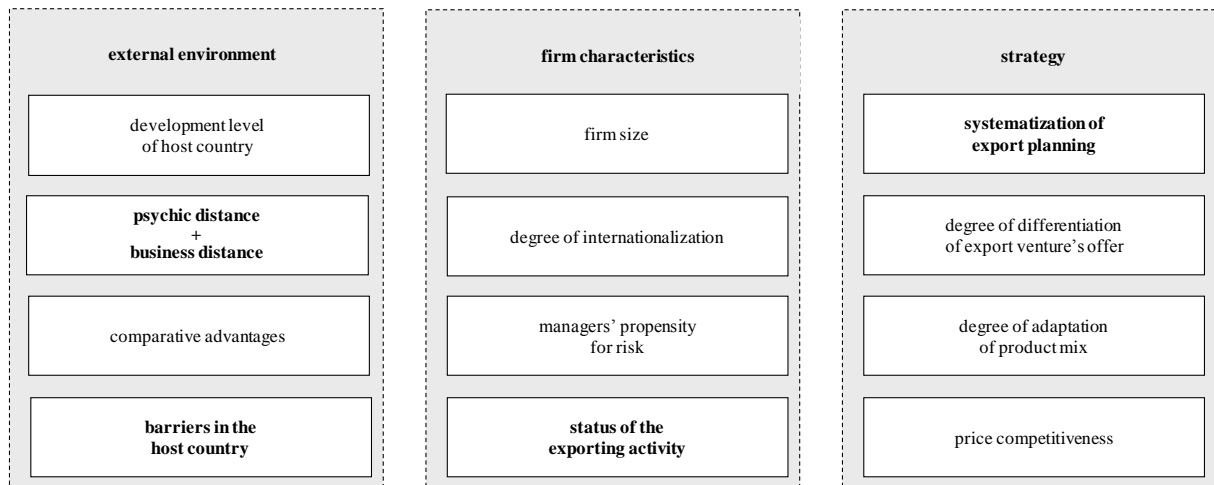 external environment
development level
of host country
psychic distance
+
business distance
comparative advantages
barriers in the
host country
firm characteristics
firm size
degree of internationalization
managers’ propensity
for risk
status of the
exporting activity
strategy
systematization of
export planning
degree of differentiation
of export venture’s offer
degree of adaptation
of product mix
price competitiveness